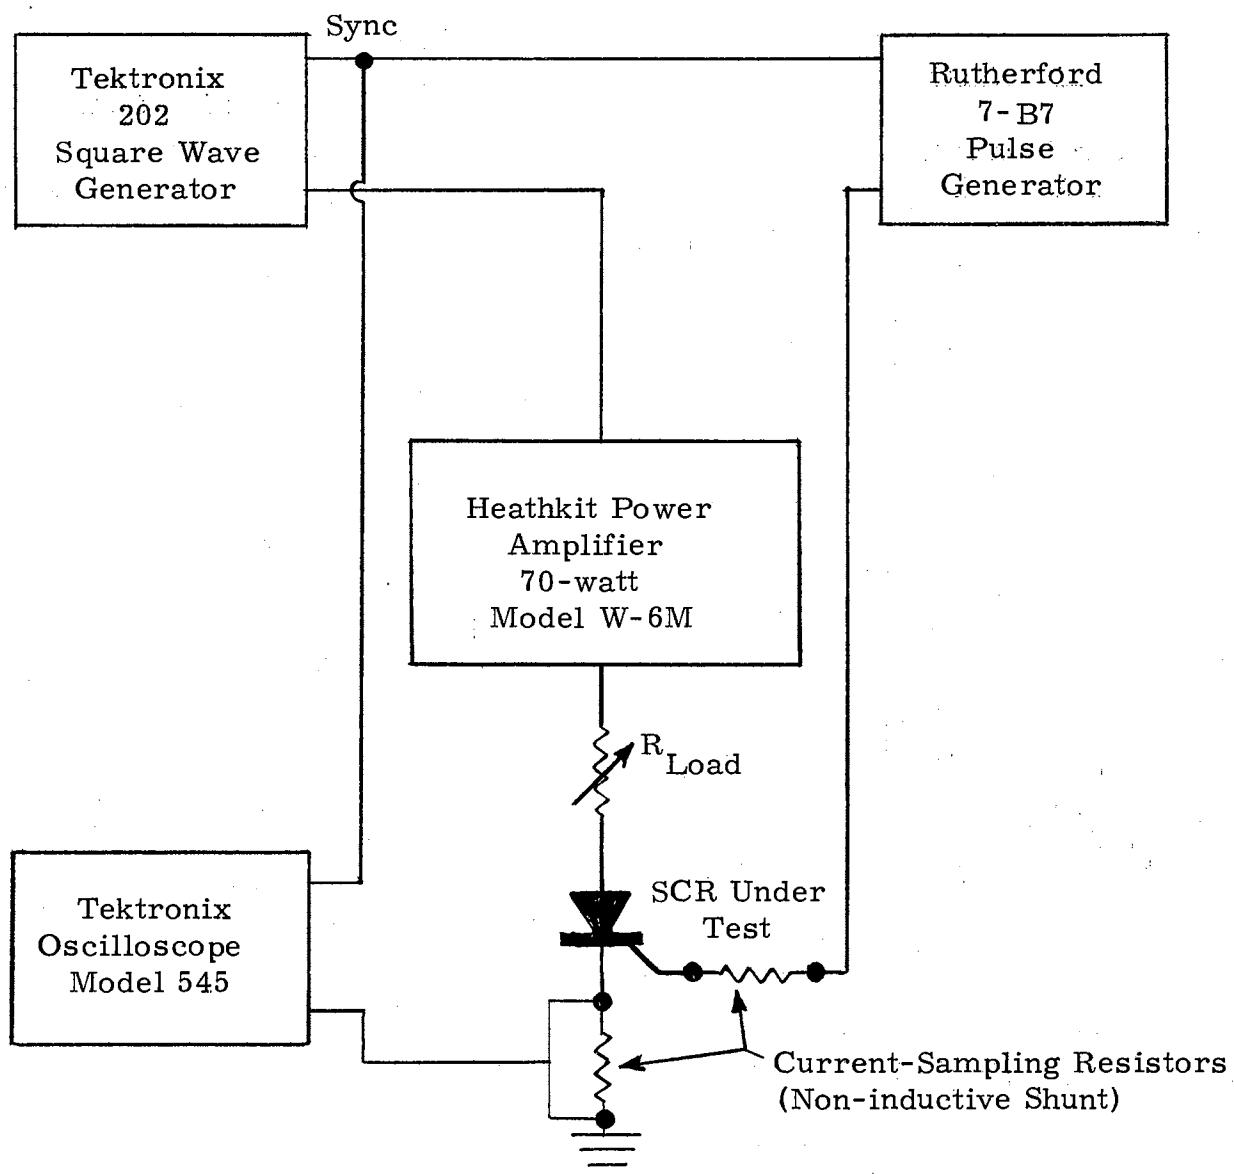 Sync
Tektronix
202
Square Wave
Generator
Rutherford
7-B7
Pulse
Generator
Heathkit Power
Amplifier
70-watt
Model W-6M
R Load
SCR Under
Test
Tektronix
Oscilloscope
Model 545
Current-Sampling Resistors
(Non-inductive Shunt)